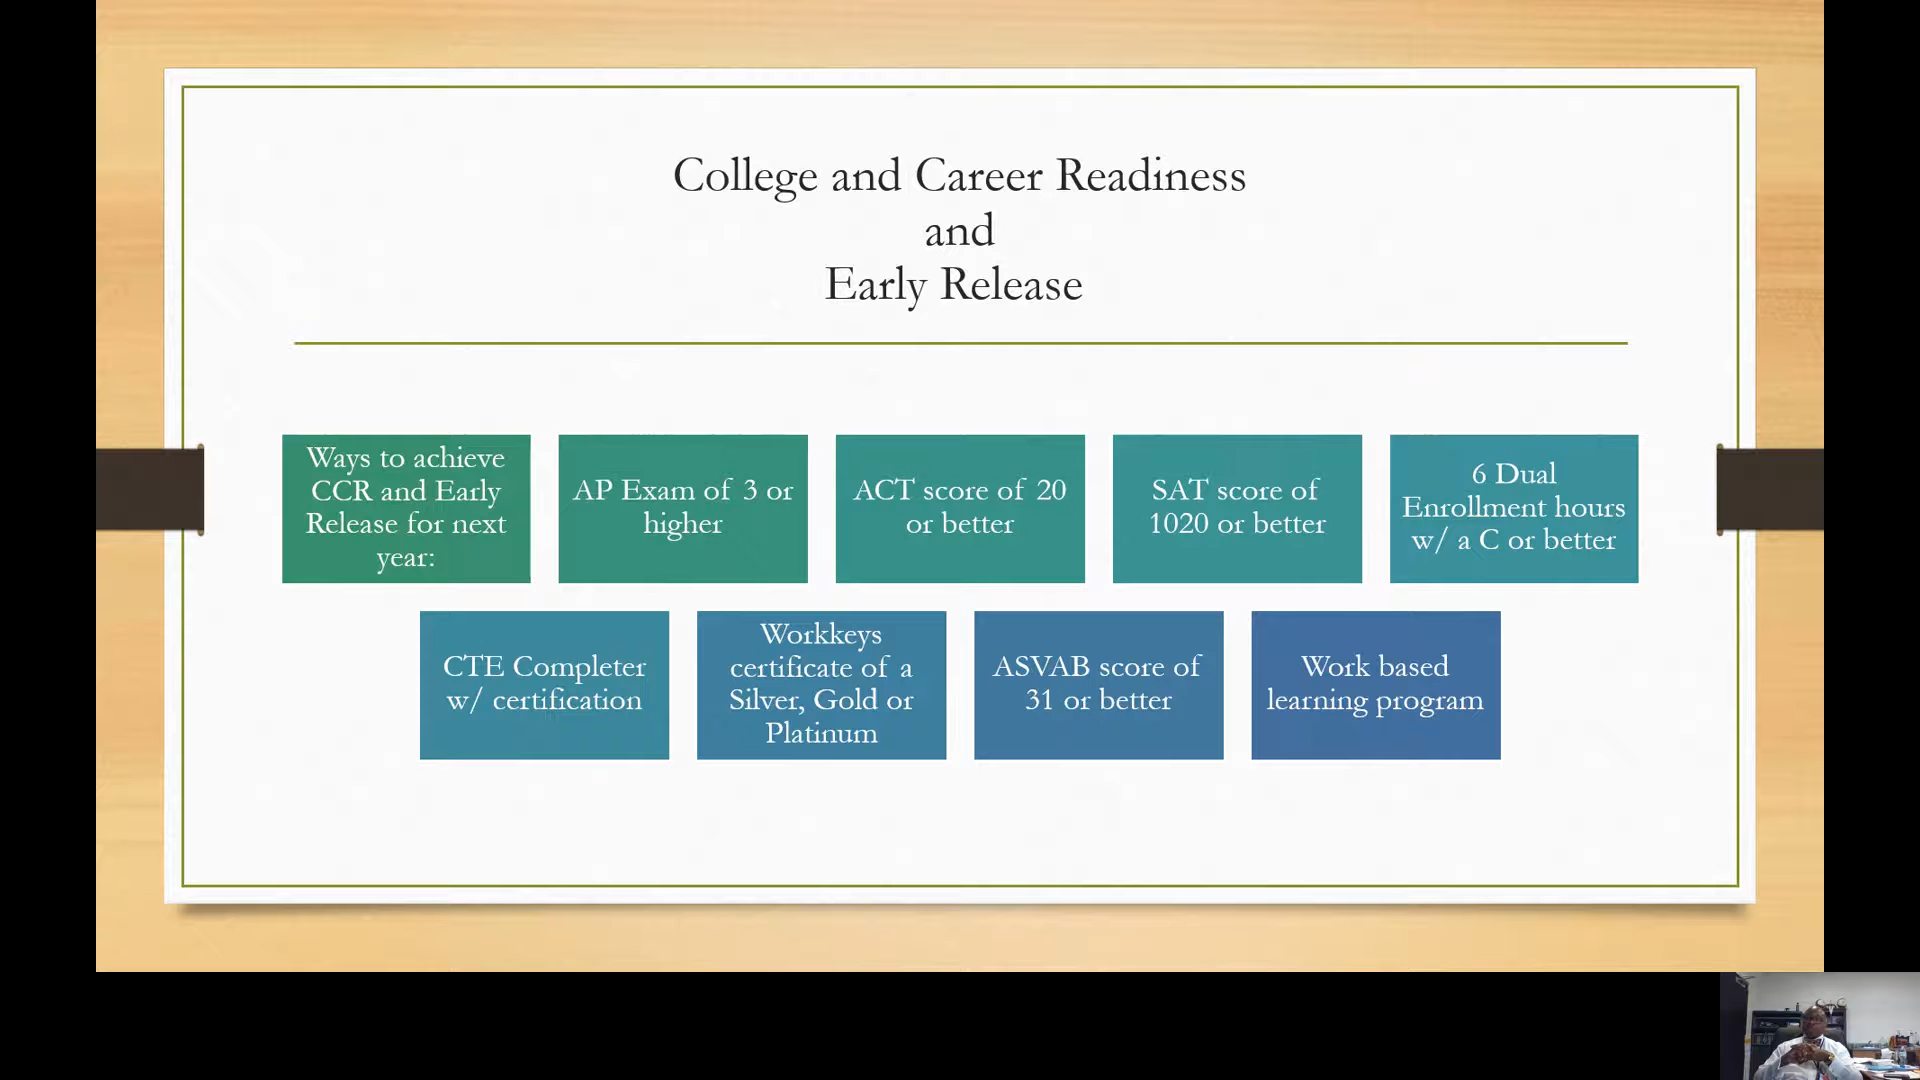 College and Career Readiness
and
Early Release
Ways to achieve
CCR and Early
Release for next
year:
AP Exam of 3 or
higher
ACT score of 20
or better
SAT score of
1020 or better
6 Dual
Enrollment hours
w/ a C or better
CTE Completer
w/ certification
Workkeys
certificate of a
Silver, Gold or
Platinum
ASVAB score of
31 or better
Work based
learning program